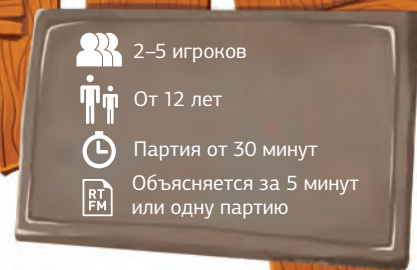 2–5 игроков
От 12 лет
Партия от 30 минут
RT
FM
Объясняется за 5 минут
или одну партию